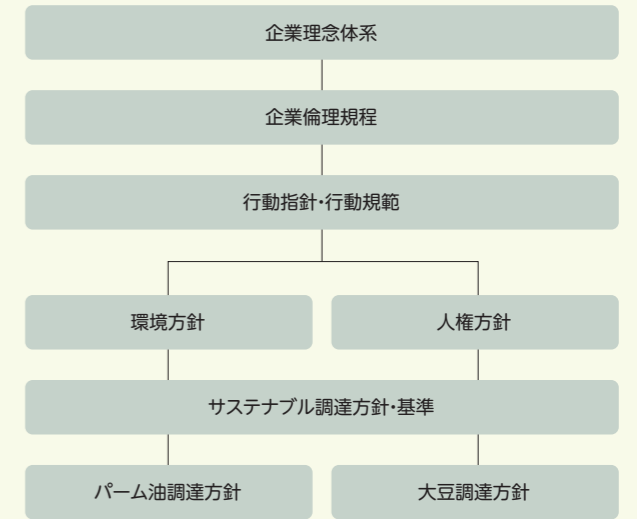 企業理念体系
企業倫理規程
行動指針・行動規範
環境方針
人権方針
サステナブル調達方針・基準
パーム油調達方針
大豆調達方針